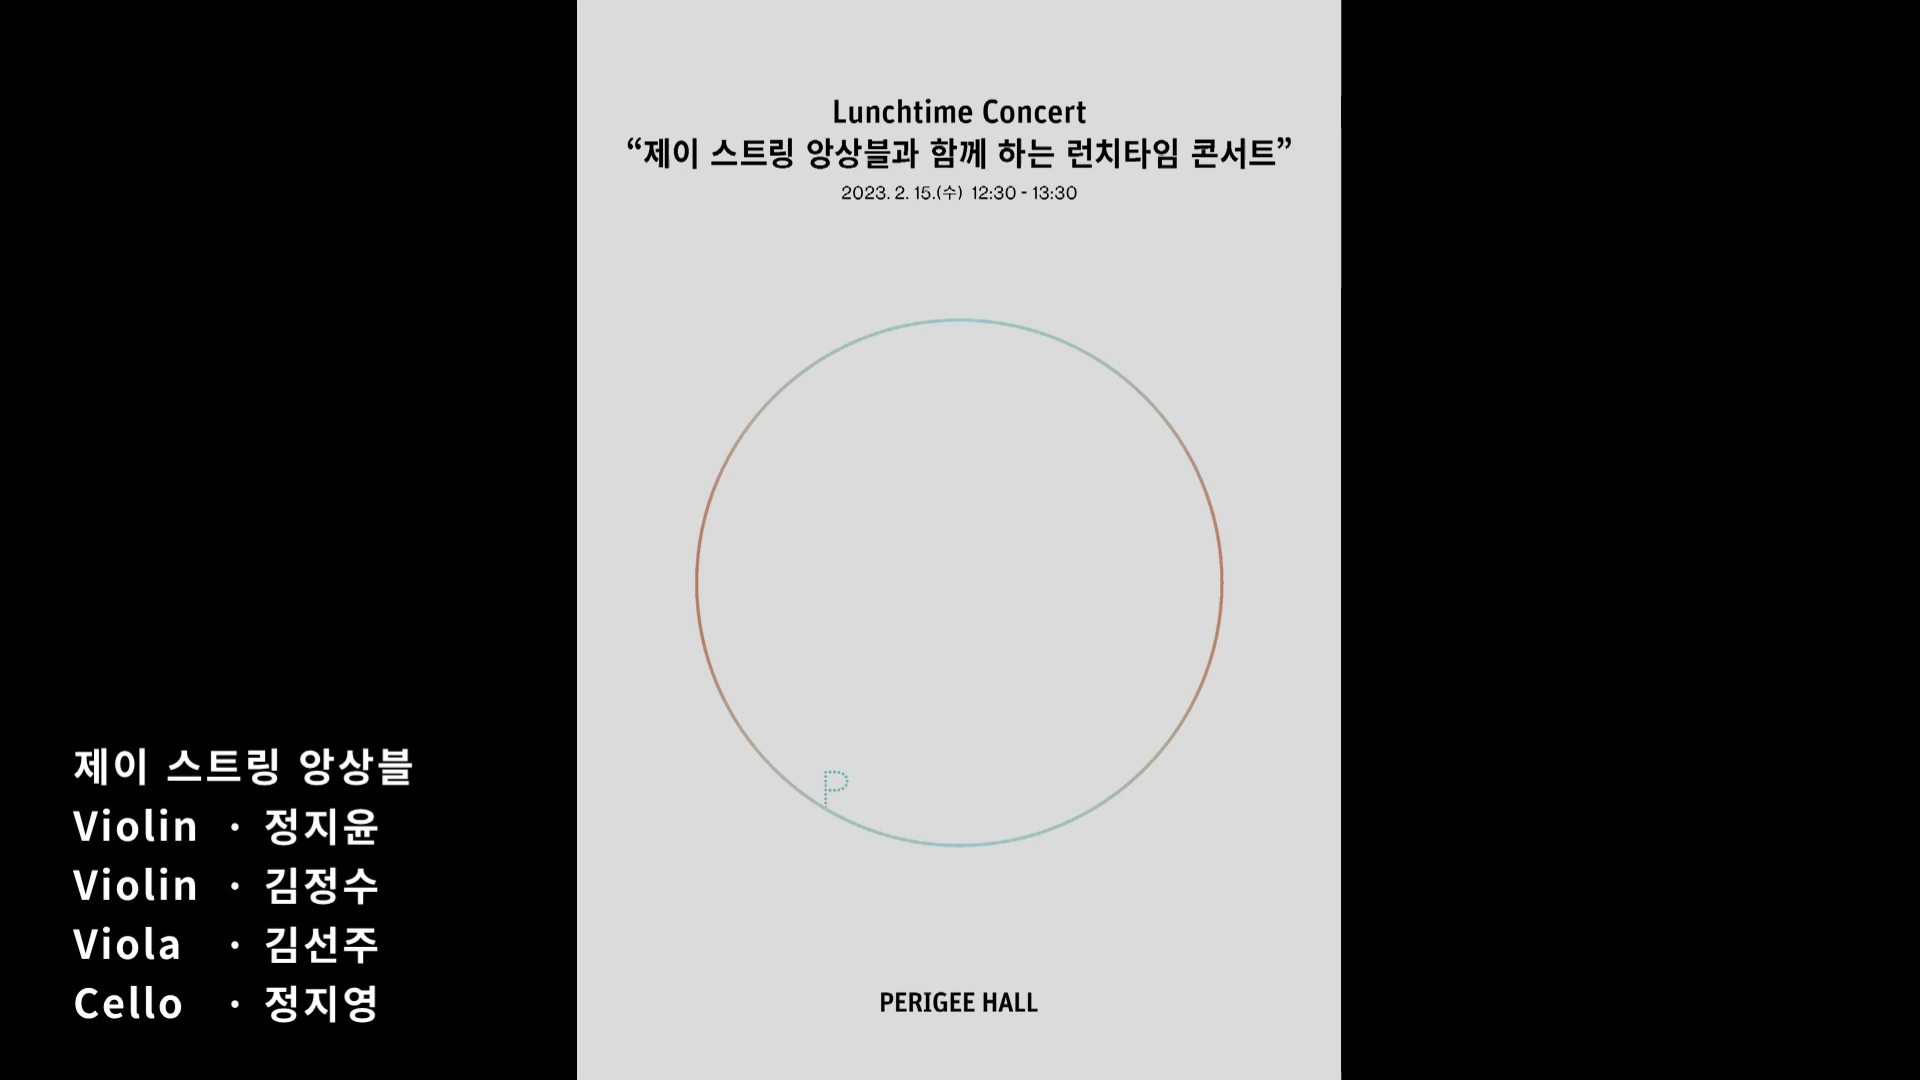 Lunchtime Concert
“제이 스트링 앙상블과 함께 하는 런치타임 콘서트”
2023. 2. 15.(수) 12:30 - 13:30
P
PERIGEE HALL
제이 스트링 앙상블
Violin · 정지윤
Violin · 김정수
Viola · 김선주
Cello · 정지영